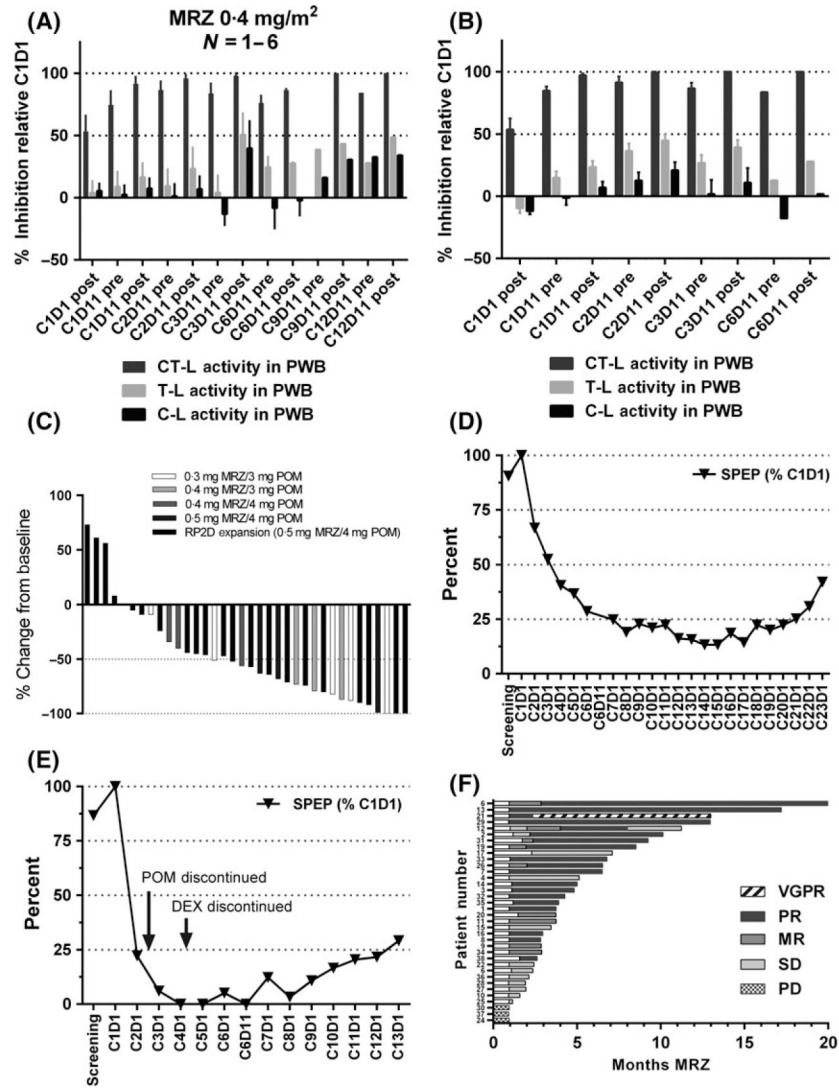 (A)
MRZ 0·4 mg/m²
N = 1–6
% Inhibition relative C1D1
100
50
0
–50
C1D1 post
C1D11 pre
C1D11 post
C2D11 pre
C2D11 post
C3D11 pre
C3D11 post
C6D11 pre
C6D11 post
C9D11 pre
C9D11 post
C12D11 pre
C12D11 post
CT-L activity in PWB
T-L activity in PWB
C-L activity in PWB
(B)
% Inhibition relative C1D1
100
50
0
–50
C1D1 post
C1D11 pre
C1D11 post
C2D11 pre
C2D11 post
C3D11 pre
C3D11 post
C6D11 pre
C6D11 post
CT-L activity in PWB
T-L activity in PWB
C-L activity in PWB
(C)
0·3 mg MRZ/3 mg POM
0·4 mg MRZ/3 mg POM
0·4 mg MRZ/4 mg POM
0·5 mg MRZ/4 mg POM
RP2D expansion (0·5 mg MRZ/4 mg POM)
% Change from baseline
100
50
0
–50
–100
(D)
SPEP (% C1D1)
Percent
100
75
50
25
0
Screening
C1D1
C2D1
C3D1
C4D1
C5D1
C6D1
C6D11
C7D1
C8D1
C9D1
C10D1
C11D1
C12D1
C13D1
C14D1
C15D1
C16D1
C17D1
C18D1
C19D1
C20D1
C21D1
C22D1
C23D1
(E)
SPEP (% C1D1)
POM discontinued
DEX discontinued
Percent
100
75
50
25
0
Screening
C1D1
C2D1
C3D1
C4D1
C5D1
C6D1
C6D11
C7D1
C8D1
C9D1
C10D1
C11D1
C12D1
C13D1
(F)
Patient number
VGPR
PR
MR
SD
PD
0
5
10
15
20
Months MRZ